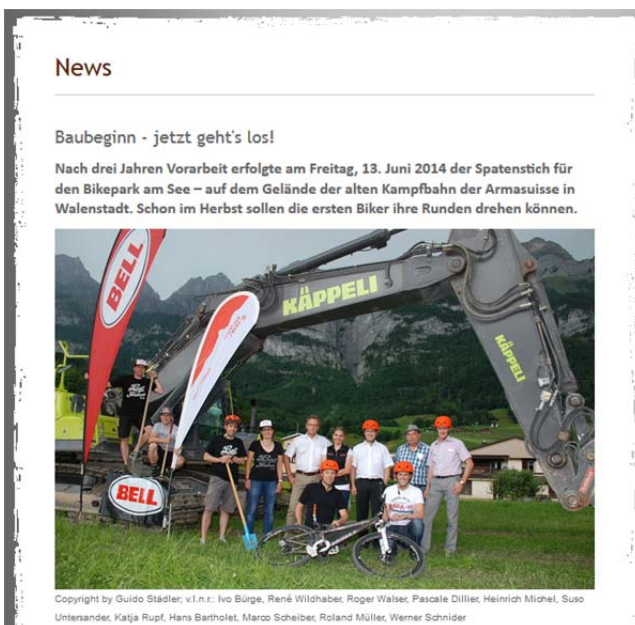 News
Baubeginn - jetzt geht's los!
Nach drei Jahren Vorarbeit erfolgte am Freitag, 13. Juni 2014 der Spatenstich für
den Bikepark am See – auf dem Gelände der alten Kampfbahn der Armasuisse in
Walenstadt. Schon im Herbst sollen die ersten Biker ihre Runden drehen können.
BELL
KÄPPELI
KÄPPELI
BELL
Copyright by Guido Städler; v.l.n.r.: Ivo Bürge, René Wildhaber, Roger Walser, Pascale Dillier, Heinrich Michel, Suso
Untersander, Katja Rupf, Hans Bartholet, Marco Scheiber, Roland Müller, Werner Schnider